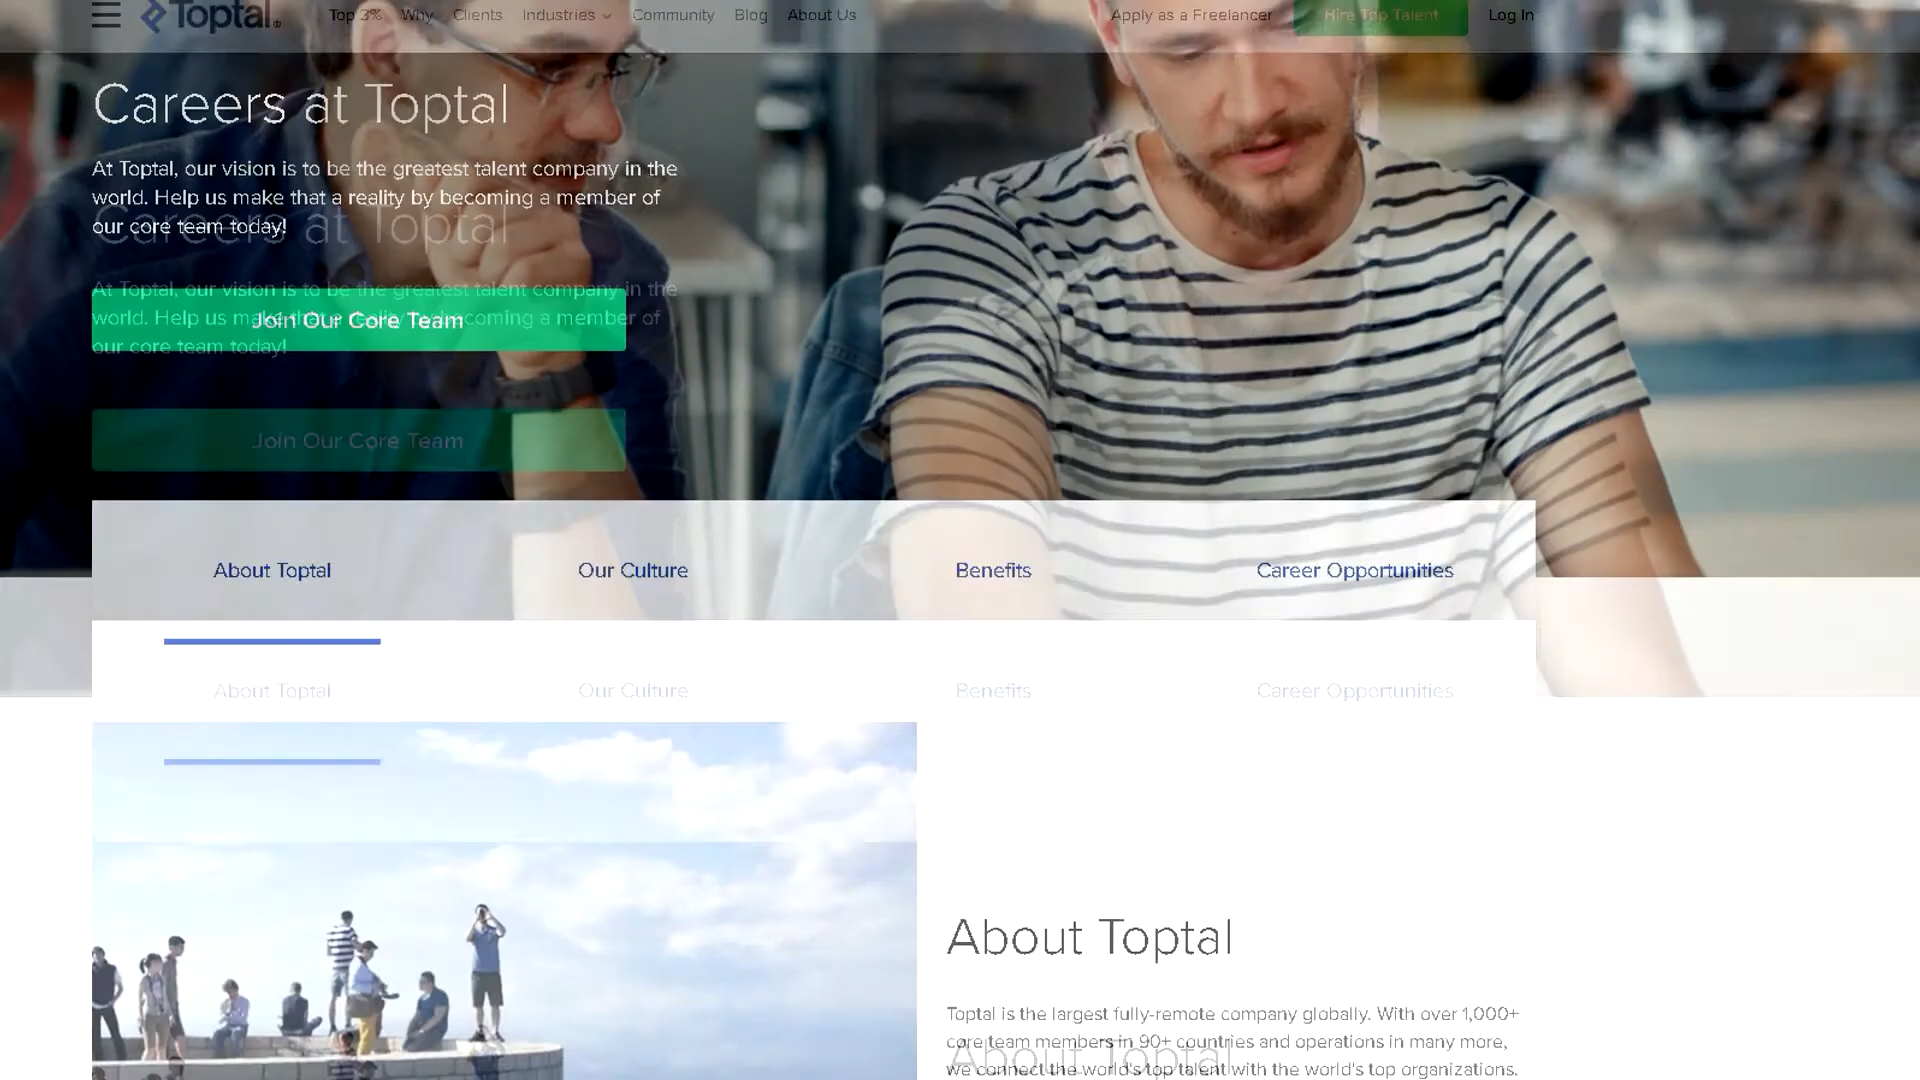 Toptal
Top 3% Why Clients Industries Community Blog About Us Apply as a Freelancer Hire Top Talent Log In
Careers at Toptal
At Toptal, our vision is to be the greatest talent company in the
world. Help us make that a reality by becoming a member of
our core team today!
Careers at Toptal
At Toptal, our vision is to be the greatest talent company in the
world. Help us make that a reality by becoming a member of
our core team today!
Join Our Core Team
Join Our Core Team
About Toptal Our Culture Benefits Career Opportunities
About Toptal Our Culture Benefits Career Opportunities
About Toptal
Toptal is the largest fully-remote company globally. With over 1,000+
core team members in 90+ countries and operations in many more,
About Toptal
we connect the world's top talent with the world's top organizations.